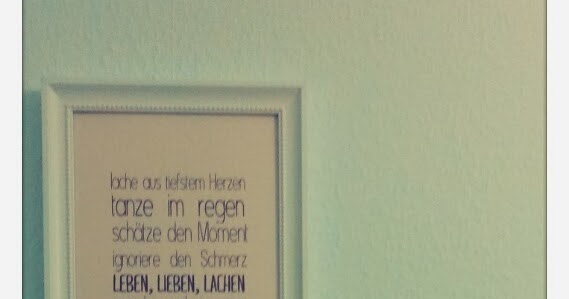 lache aus tiefstem Herzen
tanze im regen
schätze den Moment
ignoriere den Schmerz
LEBEN, LIEBEN, LACHEN